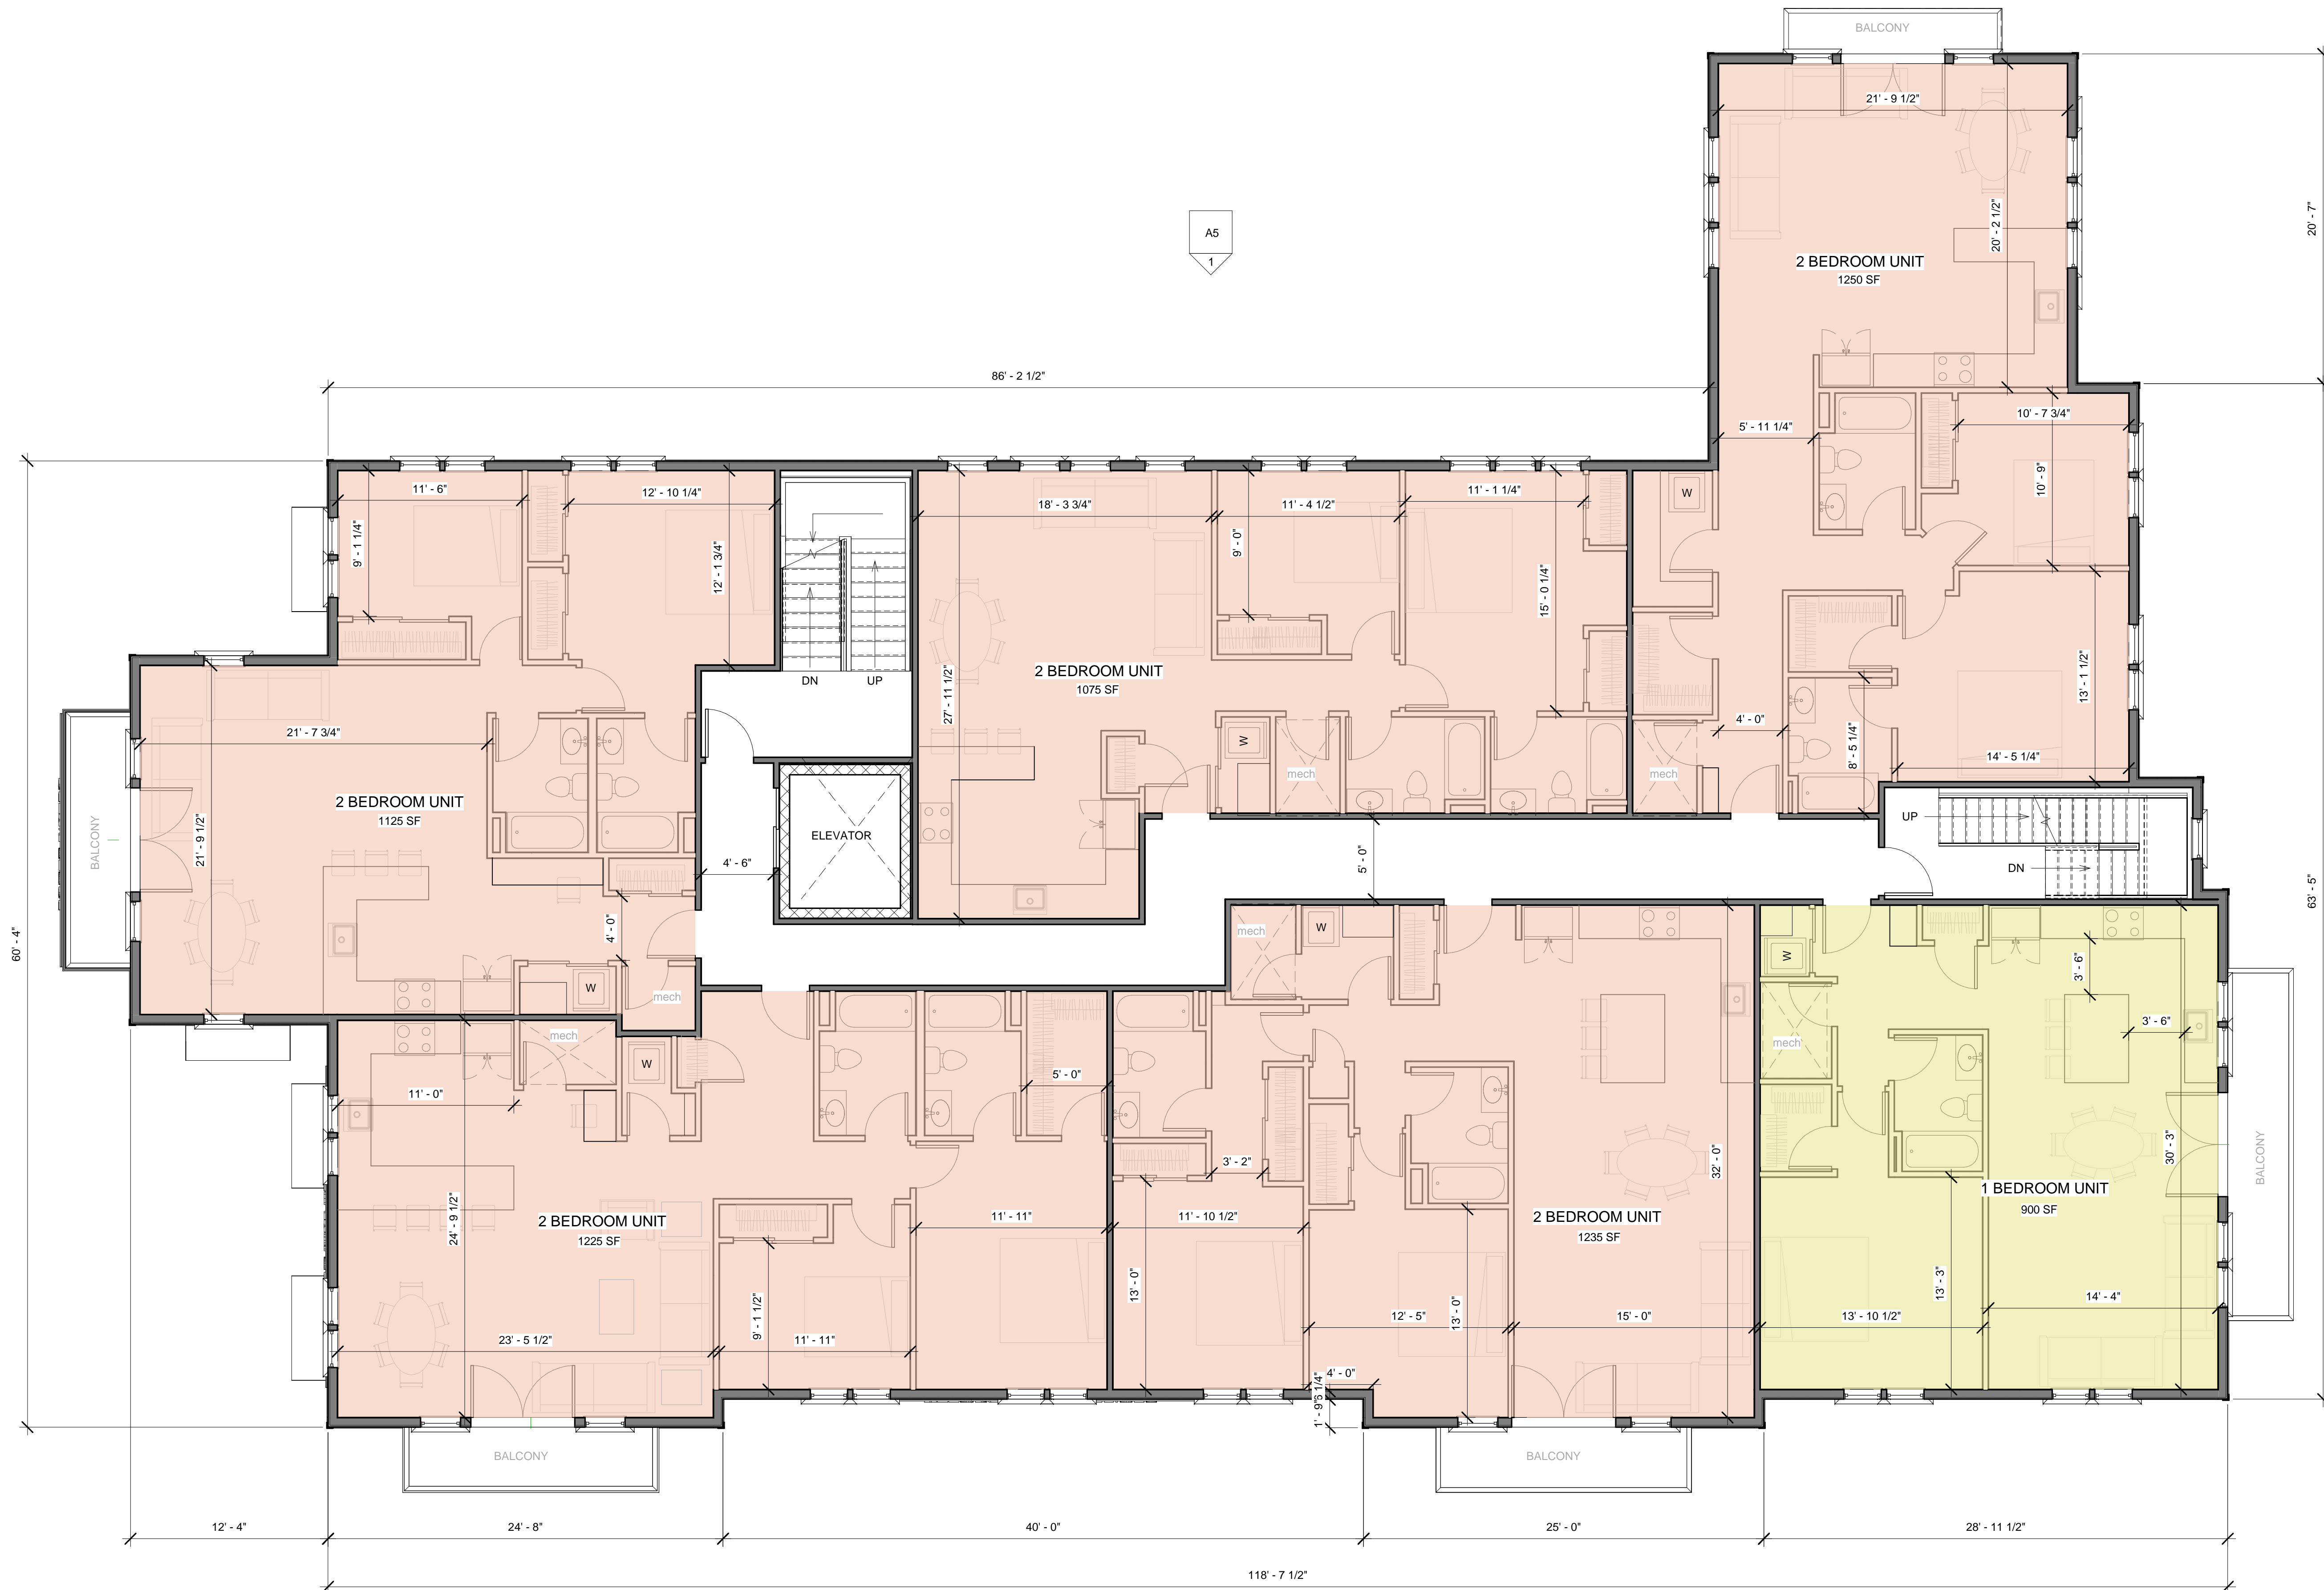 BALCONY
21' - 9 1/2"
20' - 7"
20' - 2 1/2"
A5
1
2 BEDROOM UNIT
1250 SF
86' - 2 1/2"
10' - 7 3/4"
5' - 11 1/4"
10' - 9"
11' - 6"
12' - 10 1/4"
9' - 1 1/4"
12' - 1 3/4"
18' - 3 3/4"
11' - 4 1/2"
11' - 1 1/4"
9' - 0"
15' - 0 1/4"
W
DN
UP
2 BEDROOM UNIT
1075 SF
27' - 11 1/2"
13' - 1 1/2"
21' - 7 3/4"
4' - 0"
8' - 5 1/4"
14' - 5 1/4"
W
mech
mech
2 BEDROOM UNIT
1125 SF
BALCONY
21' - 9 1/2"
ELEVATOR
4' - 6"
5' - 0"
UP
DN
63' - 5"
60' - 4"
4' - 0"
W
mech
mech
W
W
mech
3' - 6"
3' - 6"
mech
W
mech
11' - 0"
5' - 0"
3' - 2"
32' - 0"
30' - 3"
BALCONY
24' - 9 1/2"
2 BEDROOM UNIT
1225 SF
11' - 11"
11' - 10 1/2"
2 BEDROOM UNIT
1235 SF
1 BEDROOM UNIT
900 SF
13' - 0"
13' - 0"
13' - 3"
9' - 1 1/2"
23' - 5 1/2"
11' - 11"
12' - 5"
15' - 0"
13' - 10 1/2"
14' - 4"
4' - 0"
6 1/4"
1' - 9"
BALCONY
BALCONY
12' - 4"
24' - 8"
40' - 0"
25' - 0"
28' - 11 1/2"
118' - 7 1/2"